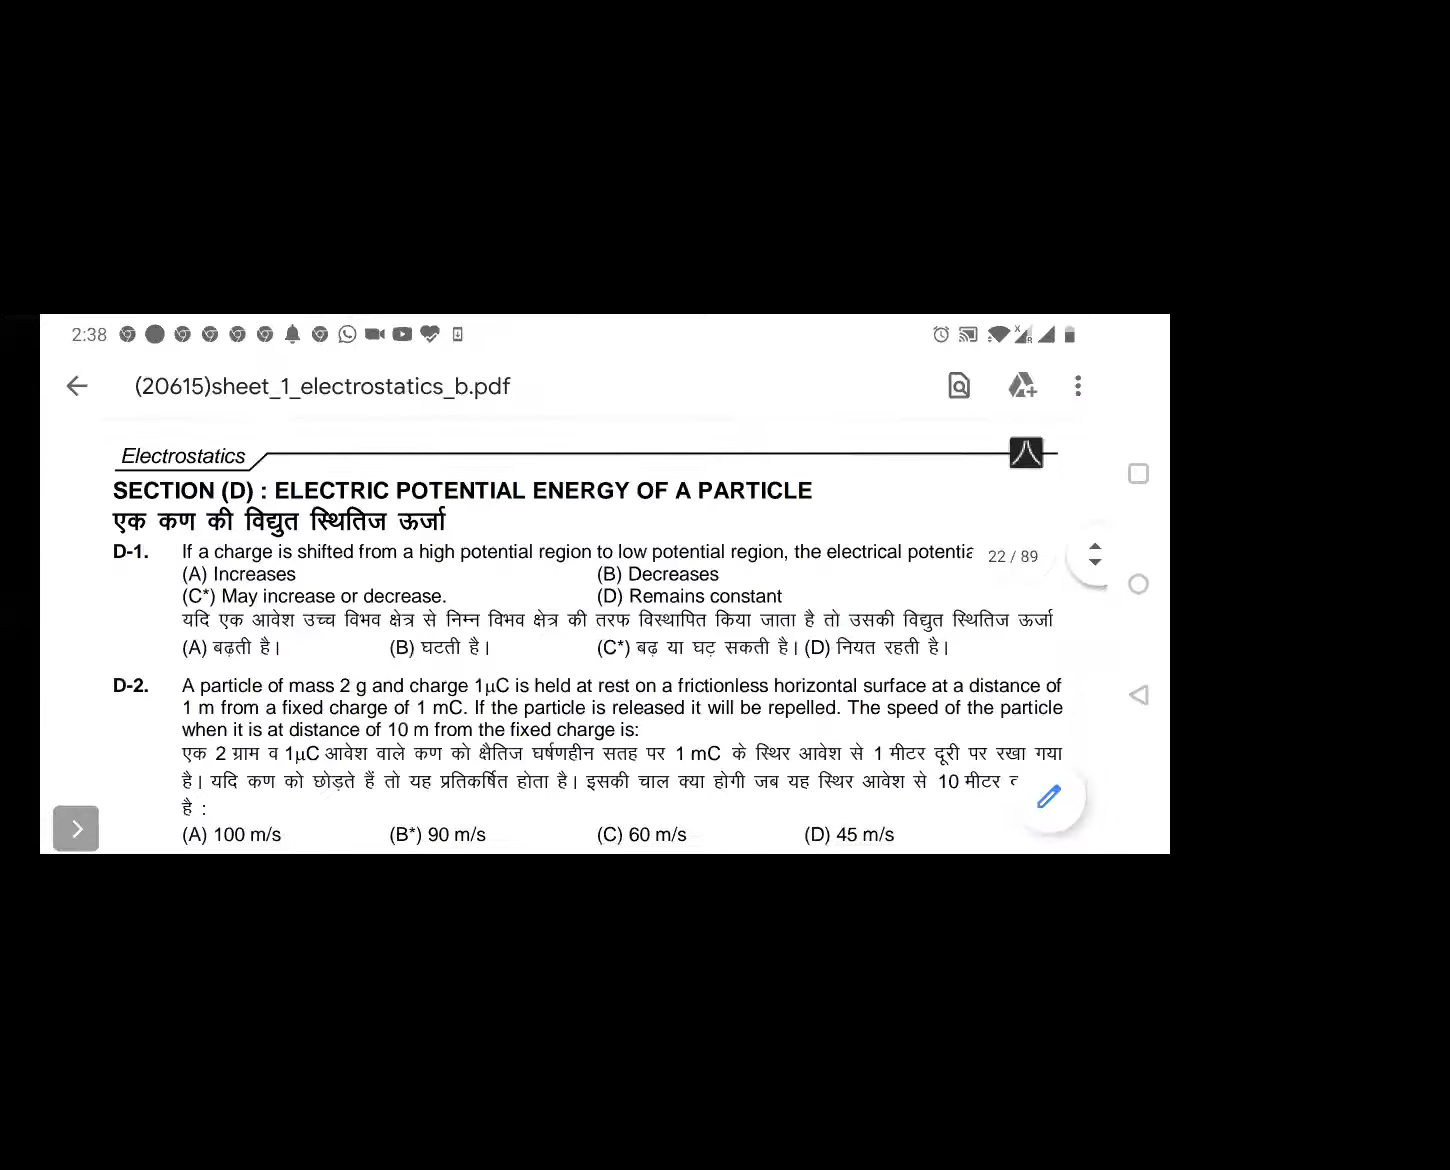 2:38
(20615)sheet_1_electrostatics_b.pdf
Electrostatics
SECTION (D) : ELECTRIC POTENTIAL ENERGY OF A PARTICLE
एक कण की विद्युत स्थितिज ऊर्जा
D-1. If a charge is shifted from a high potential region to low potential region, the electrical
22 / 89
(A) Increases (B) Decreases
(C*) May increase or decrease. (D) Remains constant
यदि एक आवेश उच्च विभव क्षेत्र से निम्न विभव क्षेत्र की तरफ विस्थापित किया जाता है तो उसकी विद्युत स्थितिज ऊर्जा
(A) बढ़ती है। (B) घटती है। (C*) बढ़ या घट सकती है। (D) नियत रहती है।
D-2. A particle of mass 2 g and charge 1μC is held at rest on a frictionless horizontal surface at a distance of
1 m from a fixed charge of 1 mC. If the particle is released it will be repelled. The speed of the particle
when it is at distance of 10 m from the fixed charge is:
एक 2 ग्राम व 1μC आवेश वाले कण को क्षैतिज घर्षणहीन सतह पर 1 mC के स्थिर आवेश से 1 मीटर दूरी पर रखा गया
है। यदि कण को छोड़ते हैं तो यह प्रतिकर्षित होता है। इसकी चाल क्या होगी जब यह स्थिर आवेश से 10 मीटर
है :
(A) 100 m/s (B*) 90 m/s (C) 60 m/s (D) 45 m/s